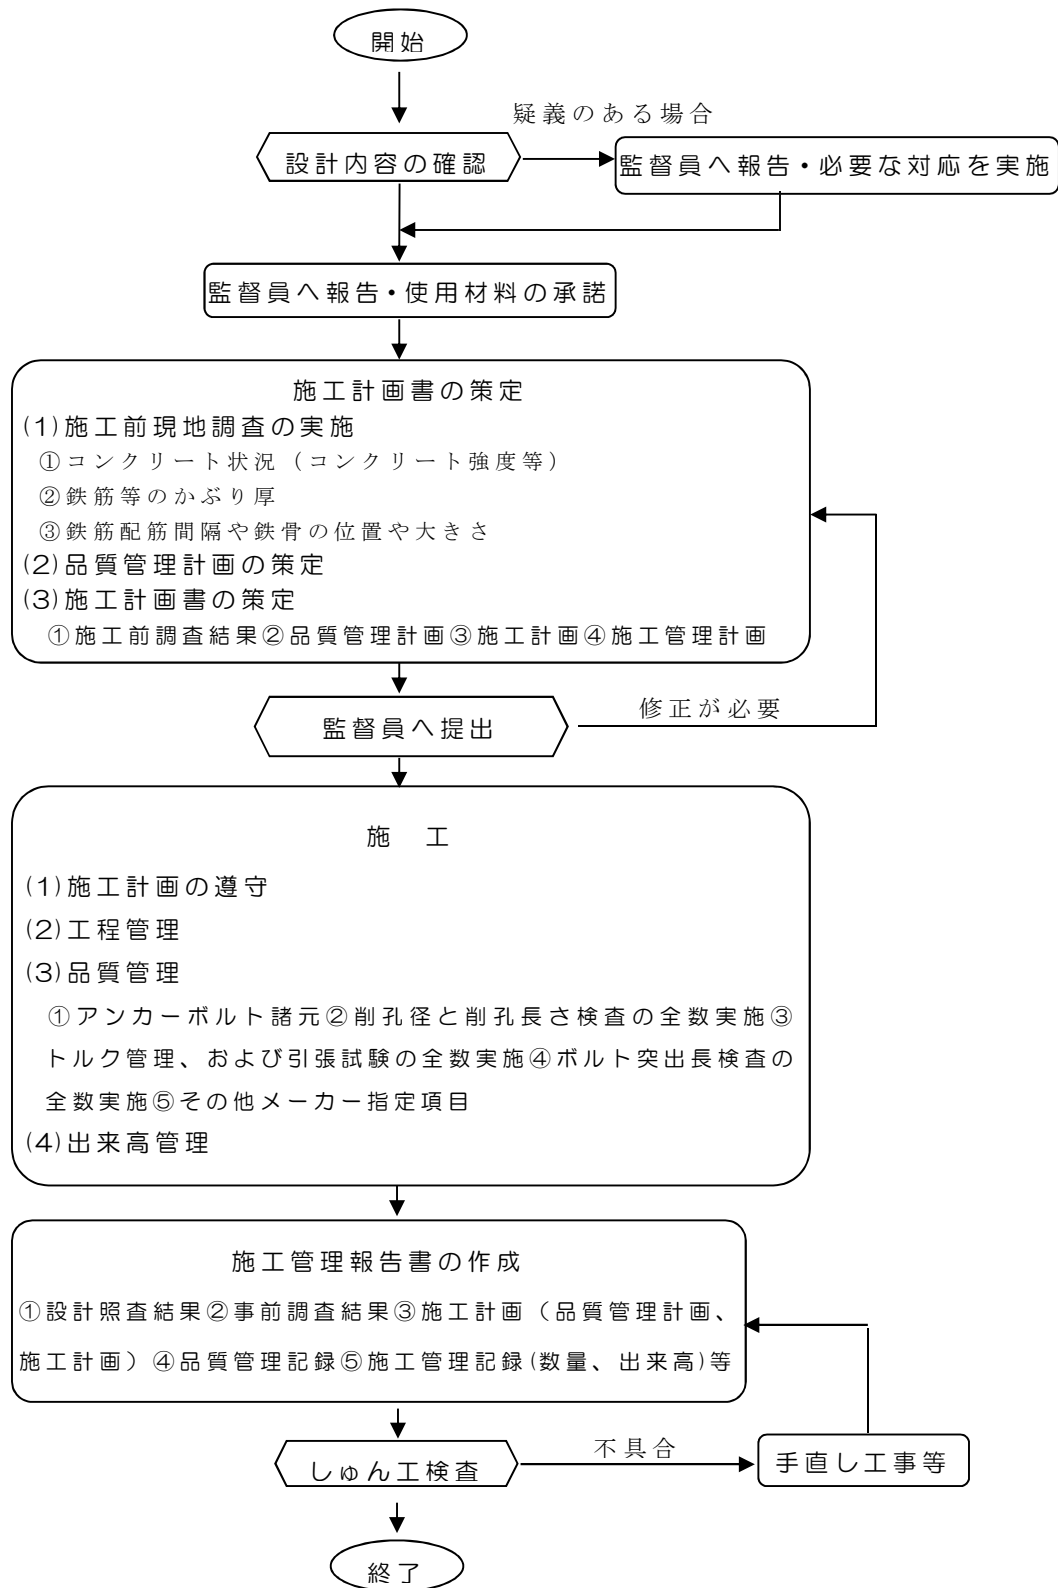 開始
疑義のある場合
設計内容の確認
監督員へ報告・必要な対応を実施
監督員へ報告・使用材料の承諾
施工計画書の策定
(1)施工前現地調査の実施
①コンクリート状況（コンクリート強度等）
②鉄筋等のかぶり厚
③鉄筋配筋間隔や鉄骨の位置や大きさ
(2)品質管理計画の策定
(3)施工計画書の策定
①施工前調査結果②品質管理計画③施工計画④施工管理計画
監督員へ提出
修正が必要
施　工
(1)施工計画の遵守
(2)工程管理
(3)品質管理
①アンカーボルト諸元②削孔径と削孔長さ検査の全数実施③
トルク管理、および引張試験の全数実施④ボルト突出長検査の
全数実施⑤その他メーカー指定項目
(4)出来高管理
施工管理報告書の作成
①設計照査結果②事前調査結果③施工計画（品質管理計画、
施工計画）④品質管理記録⑤施工管理記録(数量、出来高)等
しゅん工検査
不具合
手直し工事等
終了